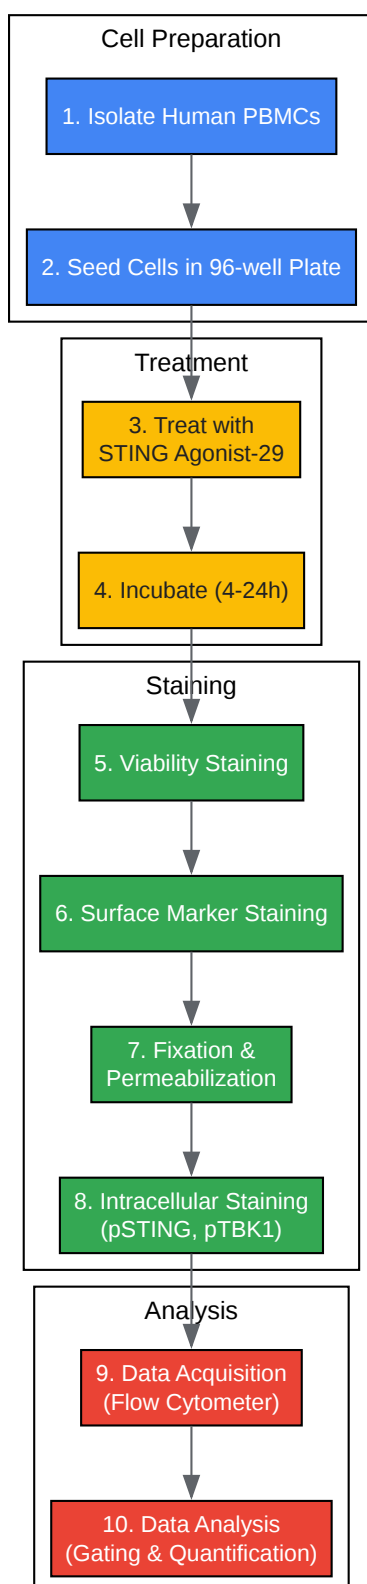 Cell Preparation
1. Isolate Human PBMCs
2. Seed Cells in 96-well Plate
Treatment
3. Treat with
STING Agonist-29
4. Incubate (4-24h)
Staining
5. Viability Staining
6. Surface Marker Staining
7. Fixation &
Permeabilization
8. Intracellular Staining
(pSTING, pTBK1)
Analysis
9. Data Acquisition
(Flow Cytometer)
10. Data Analysis
(Gating & Quantification)